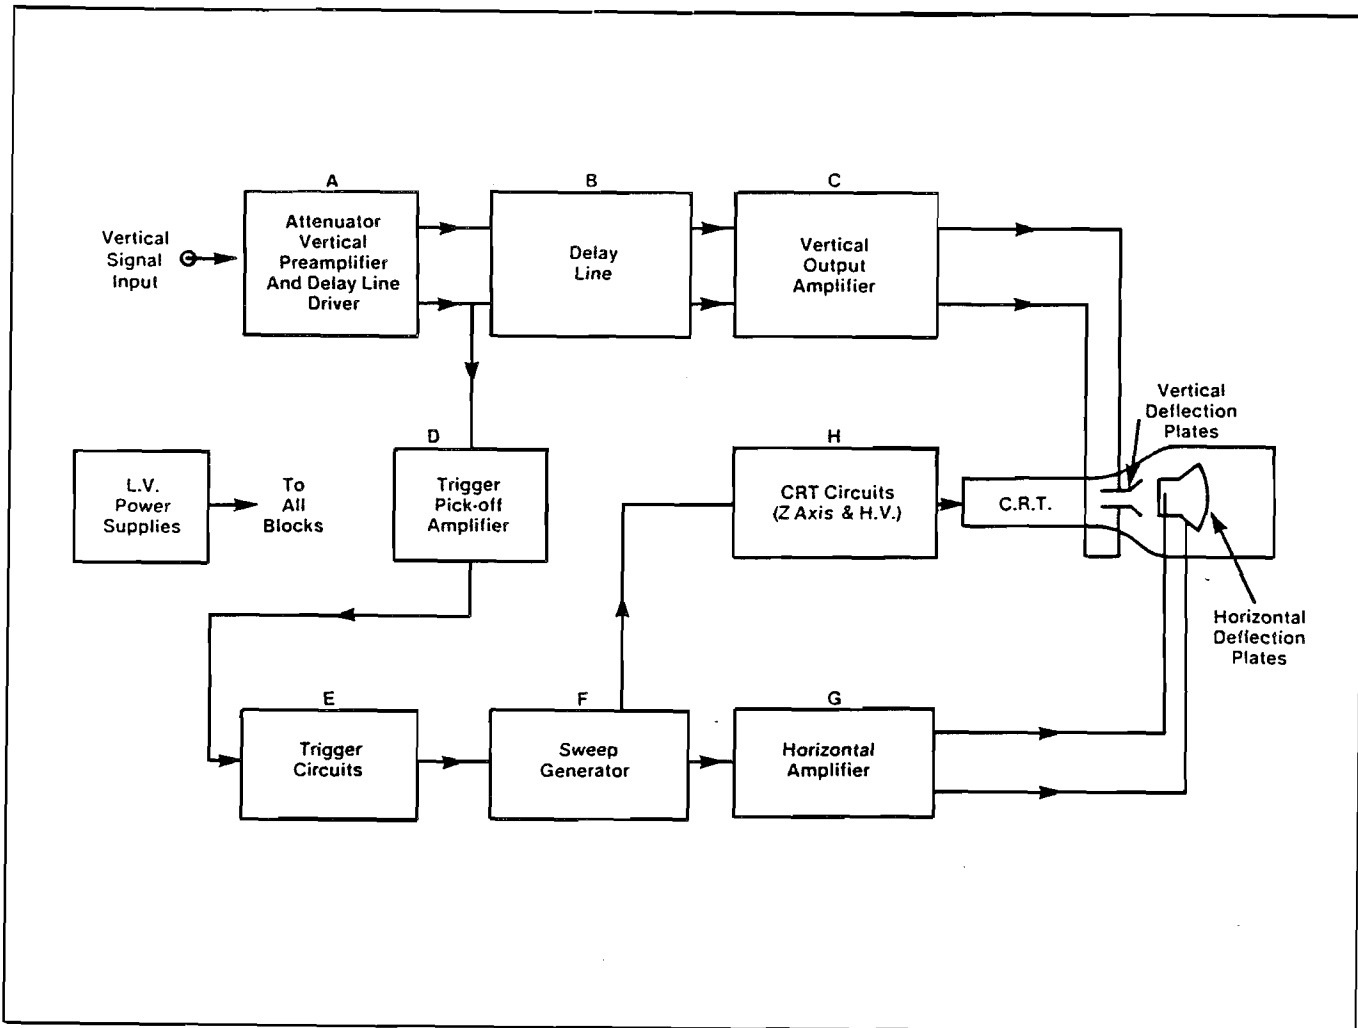 A
Attenuator
Vertical
Preamplifier
And Delay Line
Driver
B
Delay
Line
C
Vertical
Output
Amplifier
Vertical
Signal
Input
Vertical
Deflection
Plates
L.V.
Power
Supplies
To
All
Blocks
D
Trigger
Pick-off
Amplifier
H
CRT Circuits
(Z Axis & H.V.)
C.R.T.
Horizontal
Deflection
Plates
E
Trigger
Circuits
F
Sweep
Generator
G
Horizontal
Amplifier